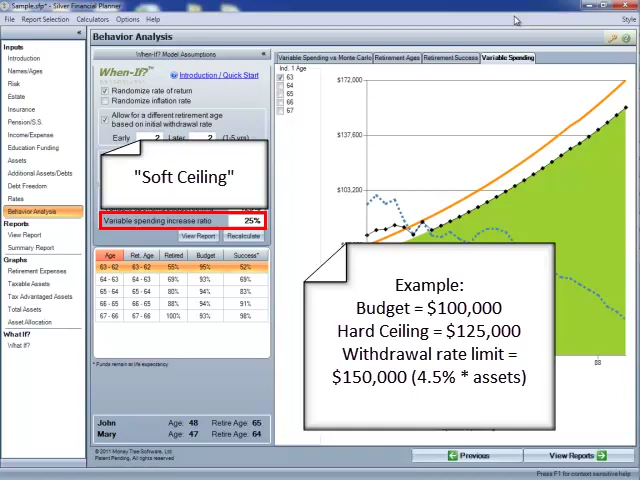 Sample.sfp* - Silver Financial Planner
File Report Selection Calculators Options Help
Style
Inputs
Introduction
Names/Ages
Risk
Estate
Insurance
Pension/S.S.
Income/Expense
Education Funding
Assets
Additional Assets/Debts
Debt Freedom
Rates
Behavior Analysis
Reports
View Report
Summary Report
Graphs
Retirement Expenses
Taxable Assets
Tax Advantaged Assets
Total Assets
Asset Allocation
What If?
What If?
Behavior Analysis
When-If? Model Assumptions
When-If?™
Introduction / Quick Start
Randomize rate of return
Randomize inflation rate
Allow for a different retirement age
based on initial withdrawal rate
Early 2 Later 2 (1-5 yrs)
"Soft Ceiling"
Variable spending increase ratio 25%
View Report Recalculate
Age Ret. Age Retired Budget Success*
63 - 62 63 - 62 55% 95% 52%
64 - 63 64 - 63 69% 93% 69%
65 - 64 65 - 64 80% 94% 83%
66 - 65 66 - 65 88% 94% 91%
67 - 66 67 - 66 100% 93% 98%
* Funds remain at life expectancy.
John Age: 48 Retire Age: 65
Mary Age: 47 Retire Age: 64
© 2011 Money Tree Software, Ltd.
Patent Pending, All rights reserved.
Variable Spending vs Monte Carlo Retirement Ages Retirement Success Variable Spending
Ind. 1 Age
63
64
65
66
67
$172,000
$137,600
$103,200
88
Example:
Budget = $100,000
Hard Ceiling = $125,000
Withdrawal rate limit =
$150,000 (4.5% * assets)
Previous View Reports
Press F1 for context sensitive help